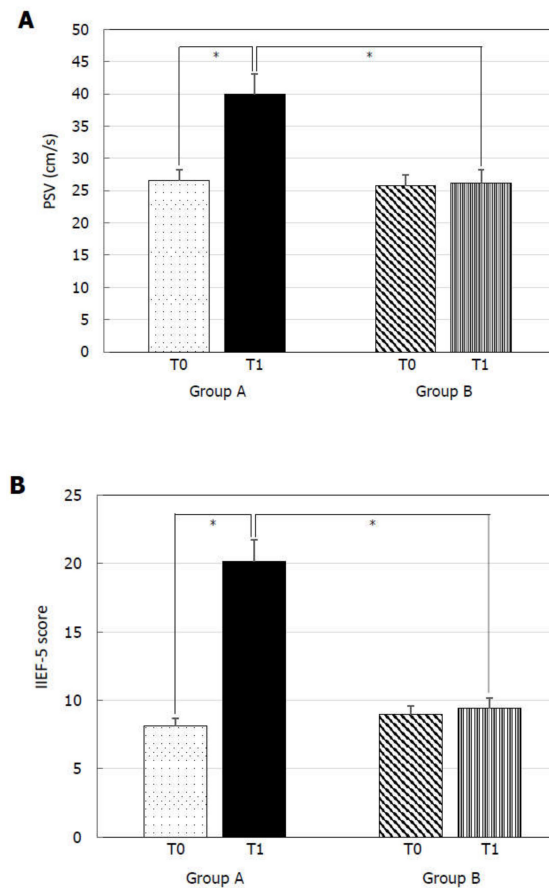 A
PSV (cm/s)
50
45
40
35
30
25
20
15
10
5
0
*
*
T0
T1
T0
T1
Group A
Group B
B
IIEF-5 score
25
20
15
10
5
0
*
*
T0
T1
T0
T1
Group A
Group B